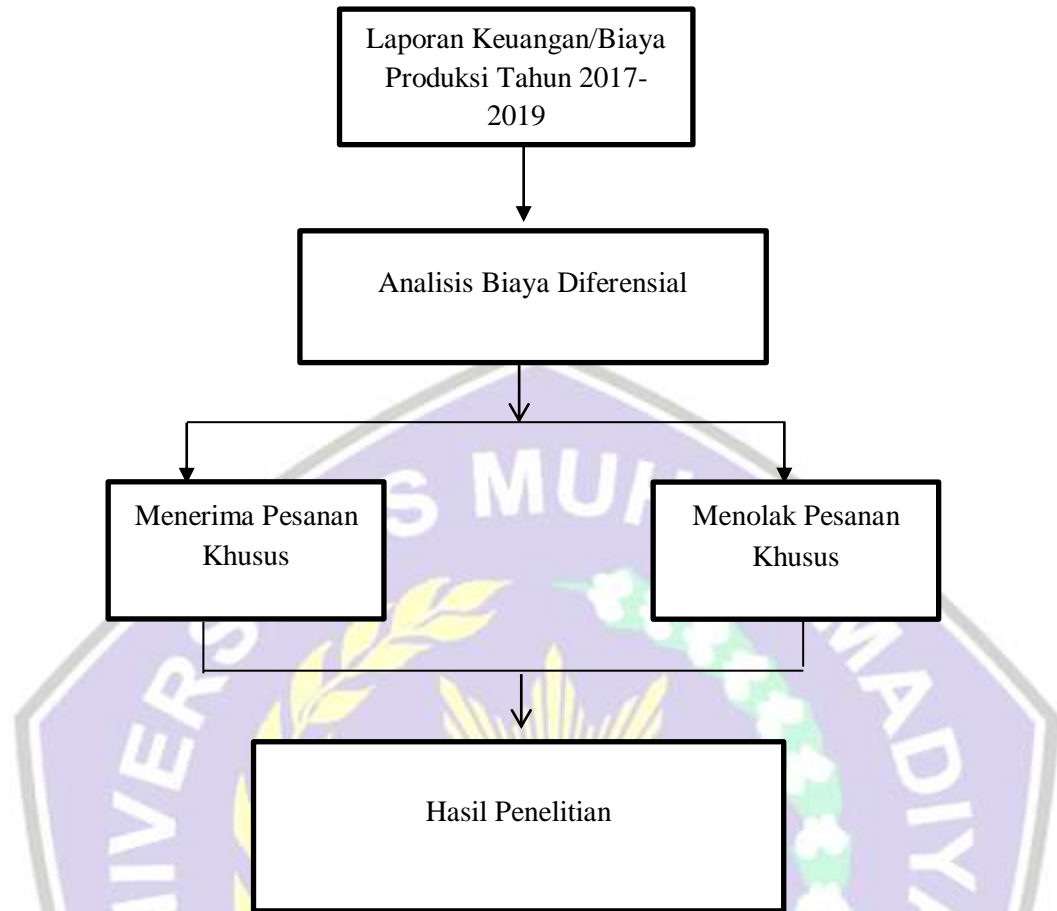 Laporan Keuangan/Biaya
Produksi Tahun 2017-
2019
Analisis Biaya Diferensial
Menerima Pesanan
Khusus
Menolak Pesanan
Khusus
Hasil Penelitian